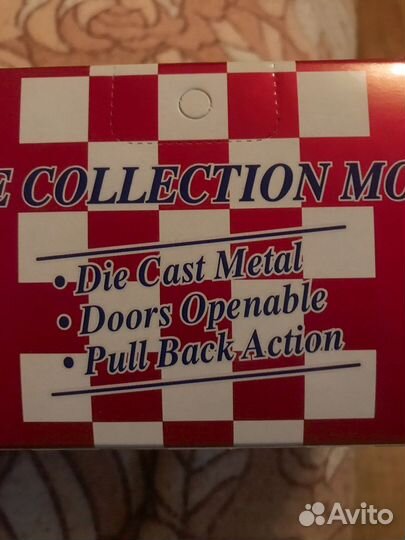 E COLLECTION MO
• Die Cast Metal
• Doors Openable
• Pull Back Action
Avito